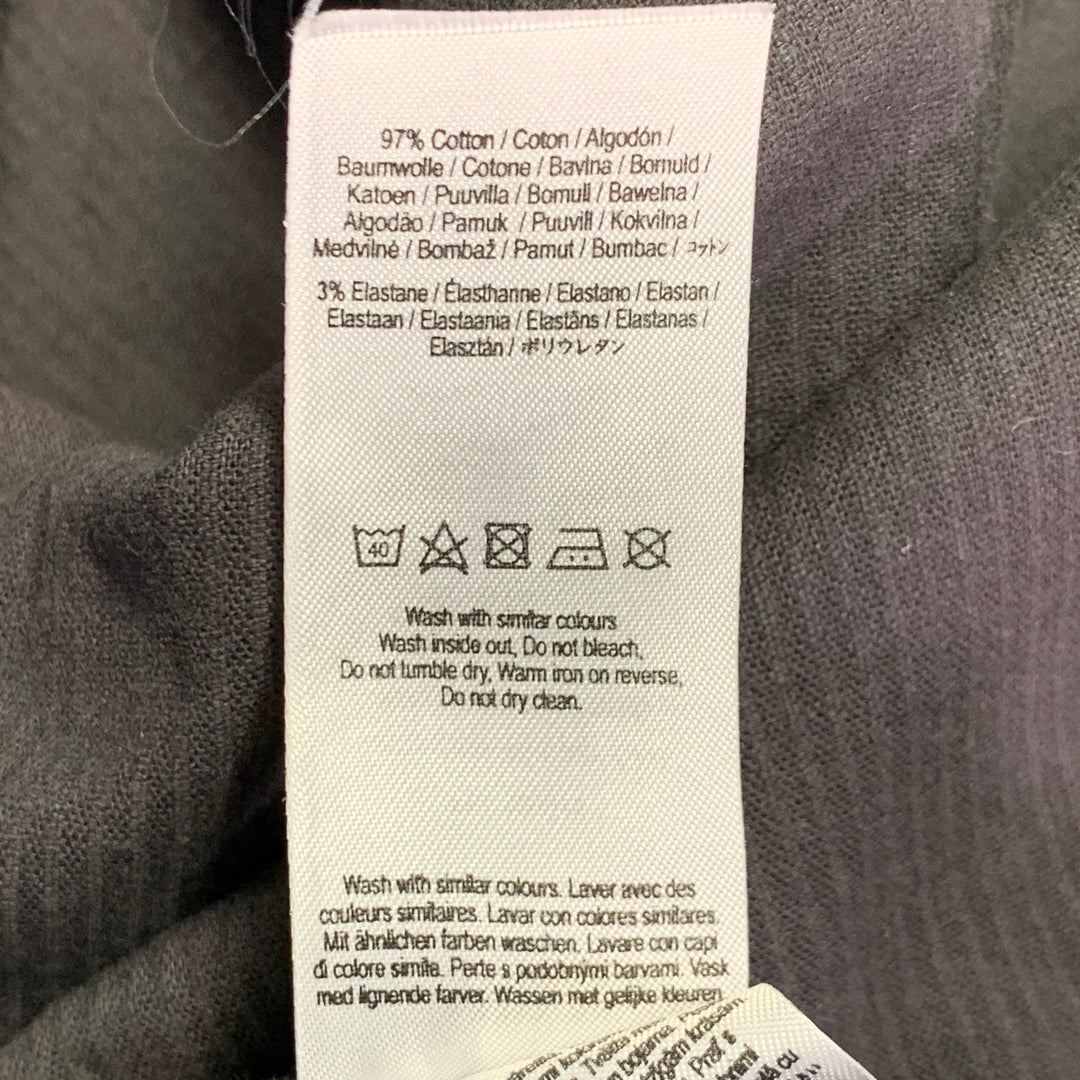 97% Cotton / Coton / Algodón /
Baumwolle / Cotone / Bavlna / Bomuld /
Katoen / Puuvilla / Bomull / Bawełna /
Algodão / Pamuk / Puuvill / Kokvilna /
Medvilnė / Bombaž / Pamut / Bumbac / コットン
3% Elastane / Élasthanne / Elastano / Elastan /
Elastaan / Elastaania / Elastāns / Elastanas /
Elasztán / ポリウレタン
40
Wash with similar colours
Wash inside out, Do not bleach,
Do not tumble dry, Warm iron on reverse,
Do not dry clean.
Wash with similar colours. Laver avec des
couleurs similaires. Lavar con colores similares.
Mit ähnlichen farben waschen. Lavare con capi
di colore simile. Perte s podobnými barvami. Vask
med lignende farver. Wassen met gelijke kleuren
bojama.
krāsām
Prať s
cu